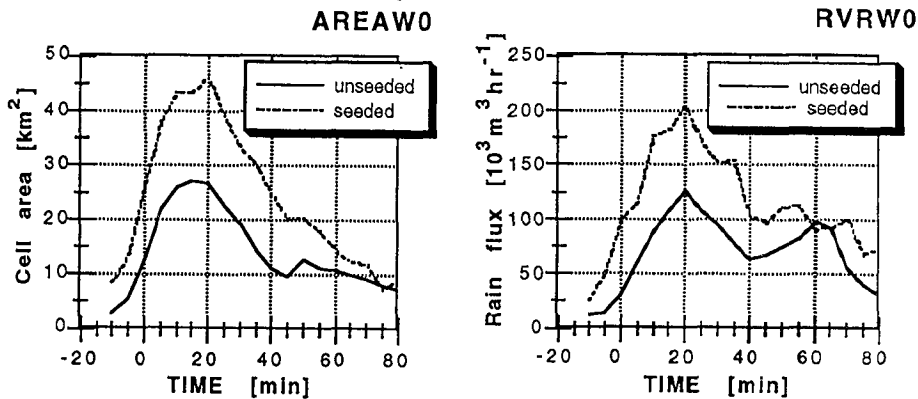 AREAW0
Cell area [km²]
50
40
30
20
10
0
unseeded
seeded
-20 0 20 40 60 80
TIME [min]
RVRW0
Rain flux [10³ m³ hr⁻¹]
250
200
150
100
50
0
unseeded
seeded
-20 0 20 40 60 80
TIME [min]